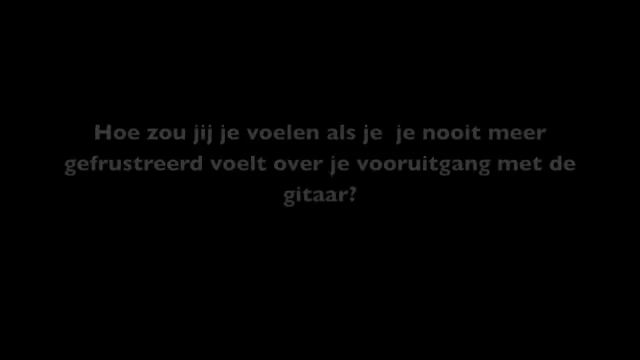 Hoe zou jij je voelen als je  je nooit meer
gefrustreerd voelt over je vooruitgang met de
gitaar?